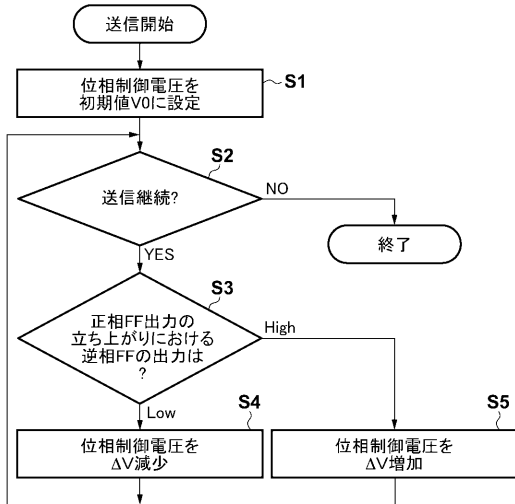 送信開始
位相制御電圧を
初期値V0に設定
S1
S2
送信継続?
NO
終了
YES
S3
正相FF出力の
立ち上がりにおける
逆相FFの出力は
?
High
Low
S4
位相制御電圧を
ΔV減少
S5
位相制御電圧を
ΔV増加